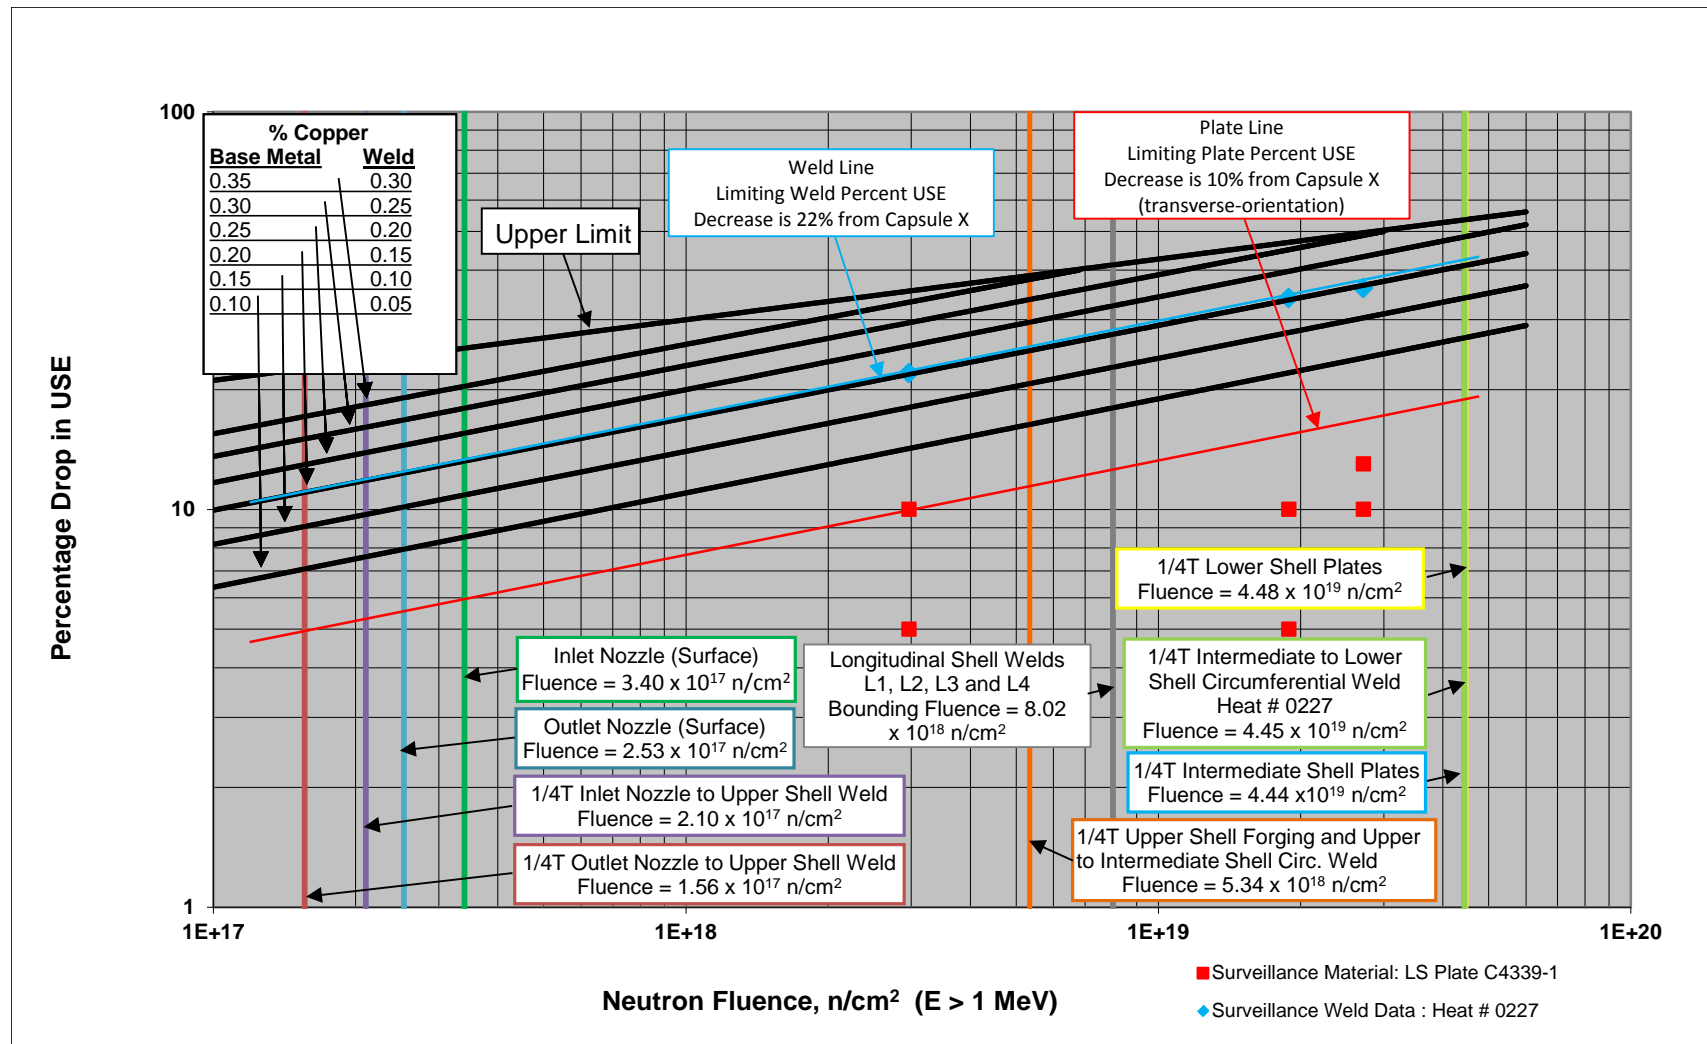 100
% Copper
Base Metal Weld
0.35 0.30
0.30 0.25
0.25 0.20
0.20 0.15
0.15 0.10
0.10 0.05
Upper Limit
Weld Line
Limiting Weld Percent USE
Decrease is 22% from Capsule X
Plate Line
Limiting Plate Percent USE
Decrease is 10% from Capsule X
(transverse-orientation)
Percentage Drop in USE
10
1/4T Lower Shell Plates
Fluence = 4.48 x 10¹⁹ n/cm²
Inlet Nozzle (Surface)
Fluence = 3.40 x 10¹⁷ n/cm²
Longitudinal Shell Welds
L1, L2, L3 and L4
Bounding Fluence = 8.02
x 10¹⁸ n/cm²
1/4T Intermediate to Lower
Shell Circumferential Weld
Heat # 0227
Fluence = 4.45 x 10¹⁹ n/cm²
Outlet Nozzle (Surface)
Fluence = 2.53 x 10¹⁷ n/cm²
1/4T Intermediate Shell Plates
Fluence = 4.44 x10¹⁹ n/cm²
1/4T Inlet Nozzle to Upper Shell Weld
Fluence = 2.10 x 10¹⁷ n/cm²
1/4T Upper Shell Forging and Upper
to Intermediate Shell Circ. Weld
Fluence = 5.34 x 10¹⁸ n/cm²
1/4T Outlet Nozzle to Upper Shell Weld
Fluence = 1.56 x 10¹⁷ n/cm²
1
1E+17 1E+18 1E+19 1E+20
Neutron Fluence, n/cm² (E > 1 MeV)
Surveillance Material: LS Plate C4339-1
Surveillance Weld Data : Heat # 0227